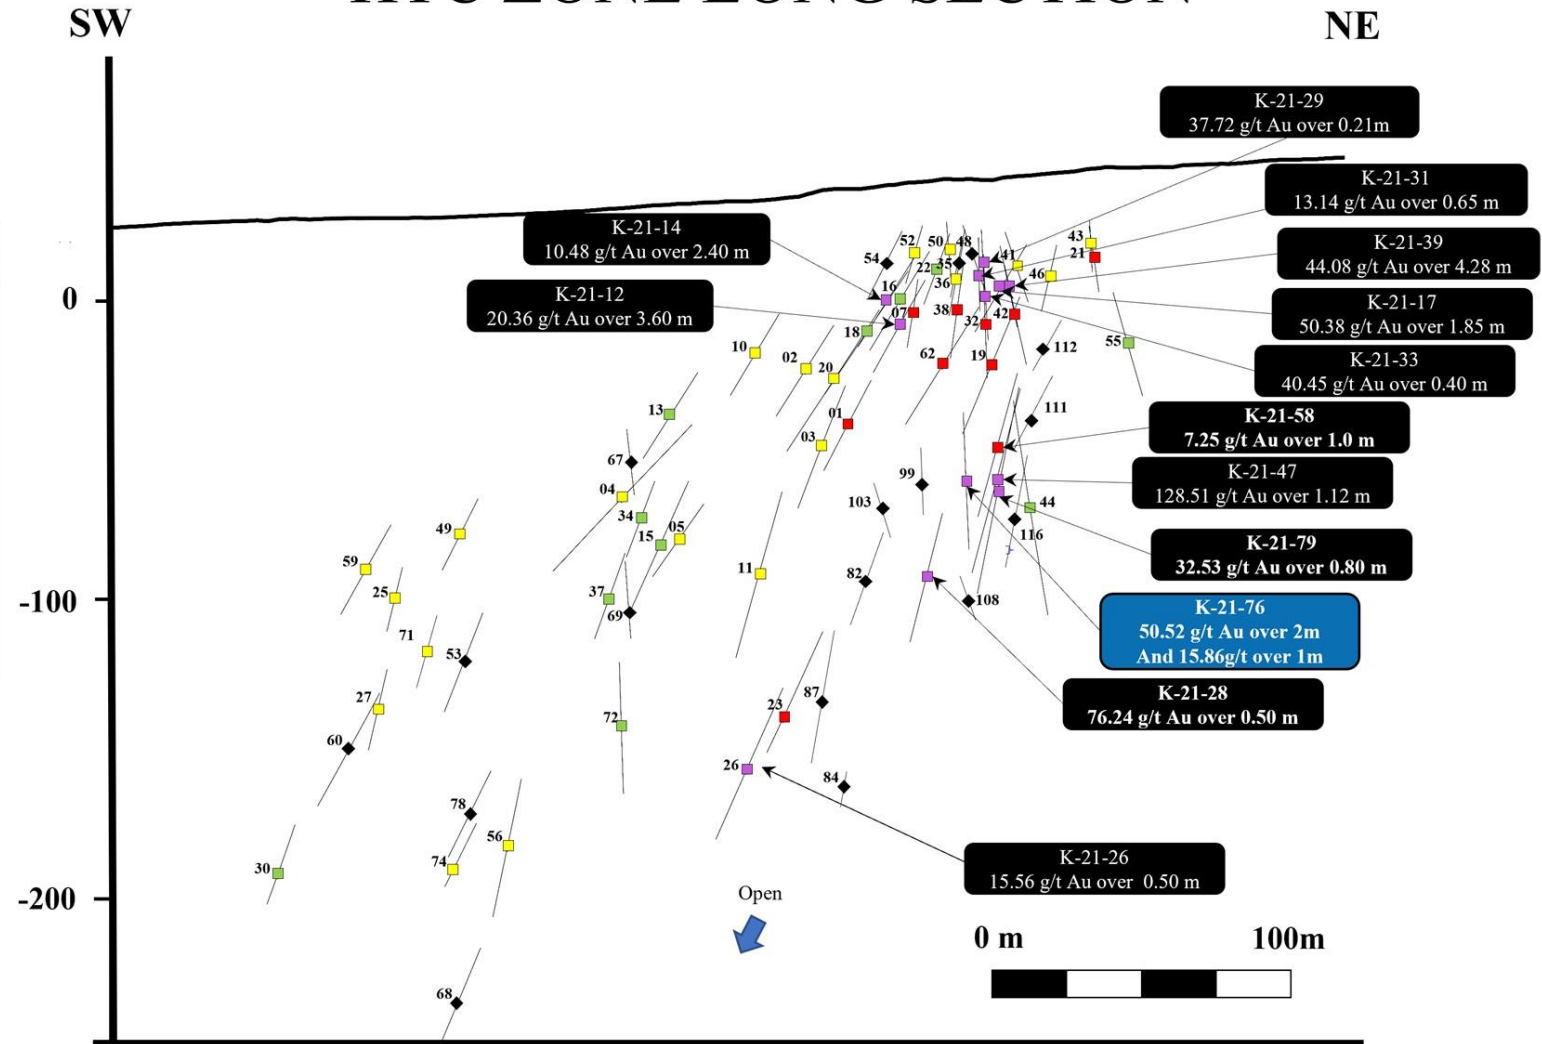 LONG SECTION
SW
NE
K-21-29
37.72 g/t Au over 0.21m
K-21-31
13.14 g/t Au over 0.65 m
K-21-14
10.48 g/t Au over 2.40 m
K-21-39
44.08 g/t Au over 4.28 m
K-21-12
20.36 g/t Au over 3.60 m
K-21-17
50.38 g/t Au over 1.85 m
K-21-33
40.45 g/t Au over 0.40 m
K-21-58
7.25 g/t Au over 1.0 m
K-21-47
128.51 g/t Au over 1.12 m
K-21-79
32.53 g/t Au over 0.80 m
K-21-76
50.52 g/t Au over 2m
And 15.86g/t over 1m
K-21-28
76.24 g/t Au over 0.50 m
K-21-26
15.56 g/t Au over 0.50 m
0
-100
-200
52
50
48
43
54
41
21
22
35
46
36
16
07
38
32
42
18
55
10
02
62
19
112
20
13
01
111
03
67
99
04
103
44
34
49
15
05
116
59
11
82
25
37
69
108
71
53
27
23
87
72
60
26
84
78
56
74
30
68
Open
0 m
100m